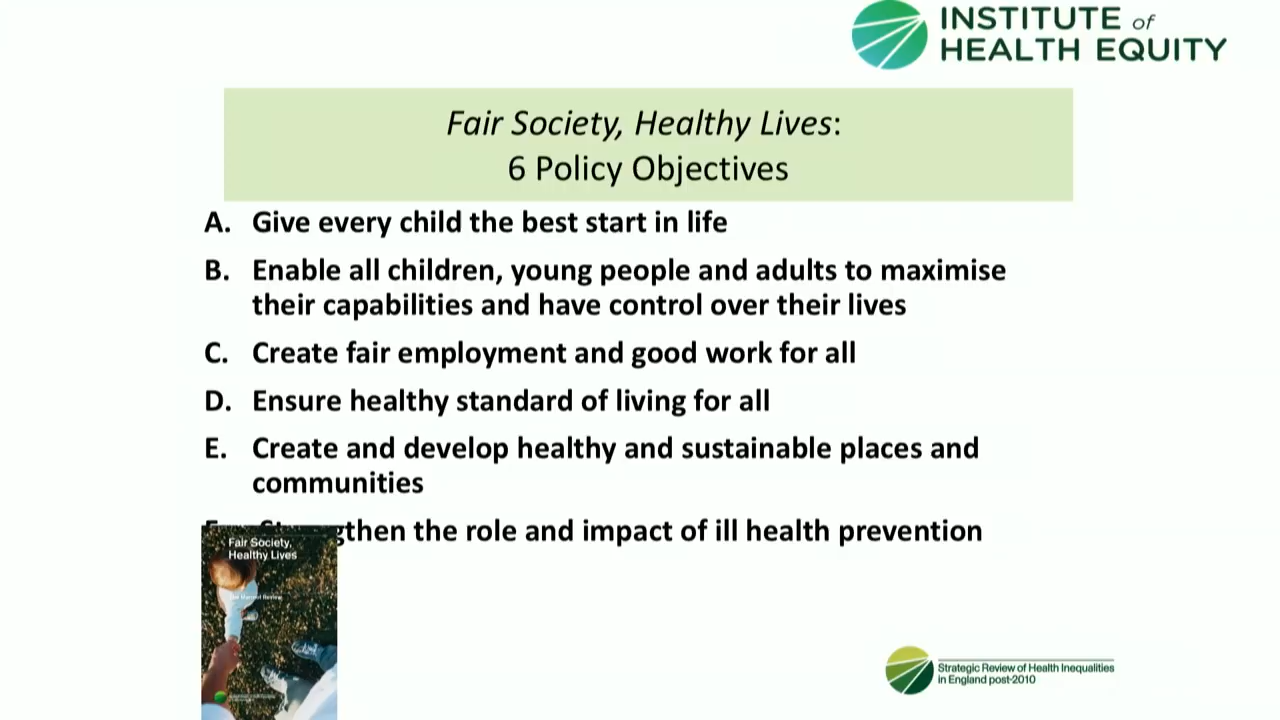 INSTITUTE of
HEALTH EQUITY
Fair Society, Healthy Lives:
6 Policy Objectives
A. Give every child the best start in life
B. Enable all children, young people and adults to maximise
their capabilities and have control over their lives
C. Create fair employment and good work for all
D. Ensure healthy standard of living for all
E. Create and develop healthy and sustainable places and
communities
F. Strengthen the role and impact of ill health prevention
Fair Society,
Healthy Lives
The Marmot Review
Strategic Review of Health Inequalities
in England post-2010